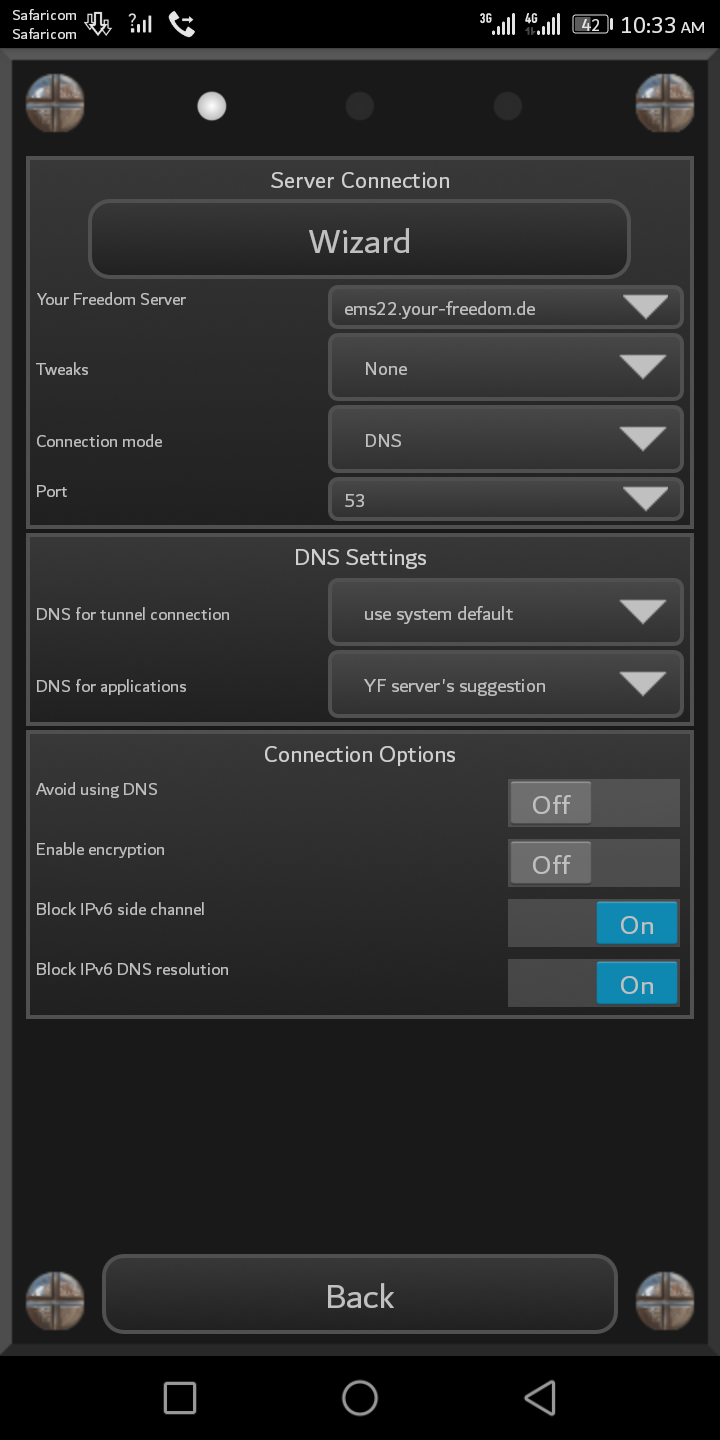 Safaricom
Safaricom
? 3G 4G 42 10:33 AM
Server Connection
Wizard
Your Freedom Server ems22.your-freedom.de
Tweaks None
Connection mode DNS
Port 53
DNS Settings
DNS for tunnel connection use system default
DNS for applications YF server's suggestion
Connection Options
Avoid using DNS Off
Enable encryption Off
Block IPv6 side channel On
Block IPv6 DNS resolution On
Back